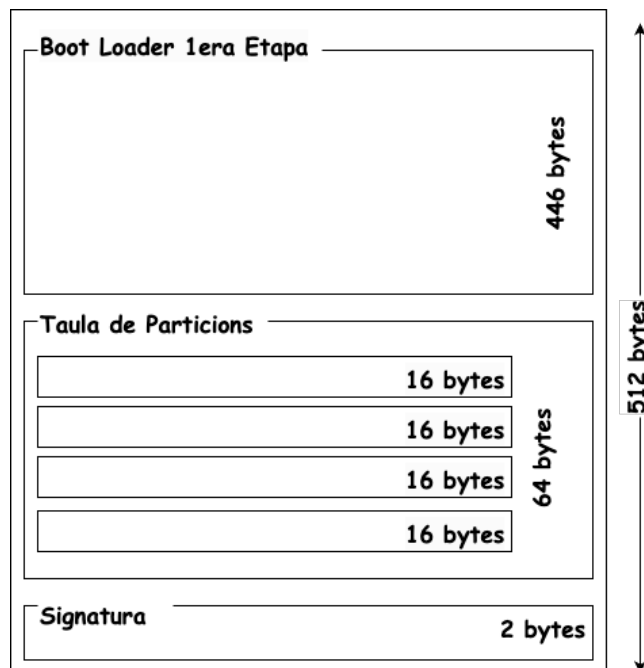 Boot Loader 1era Etapa
446 bytes
Taula de Particions
16 bytes
16 bytes
16 bytes
16 bytes
64 bytes
Signatura
2 bytes
512 bytes